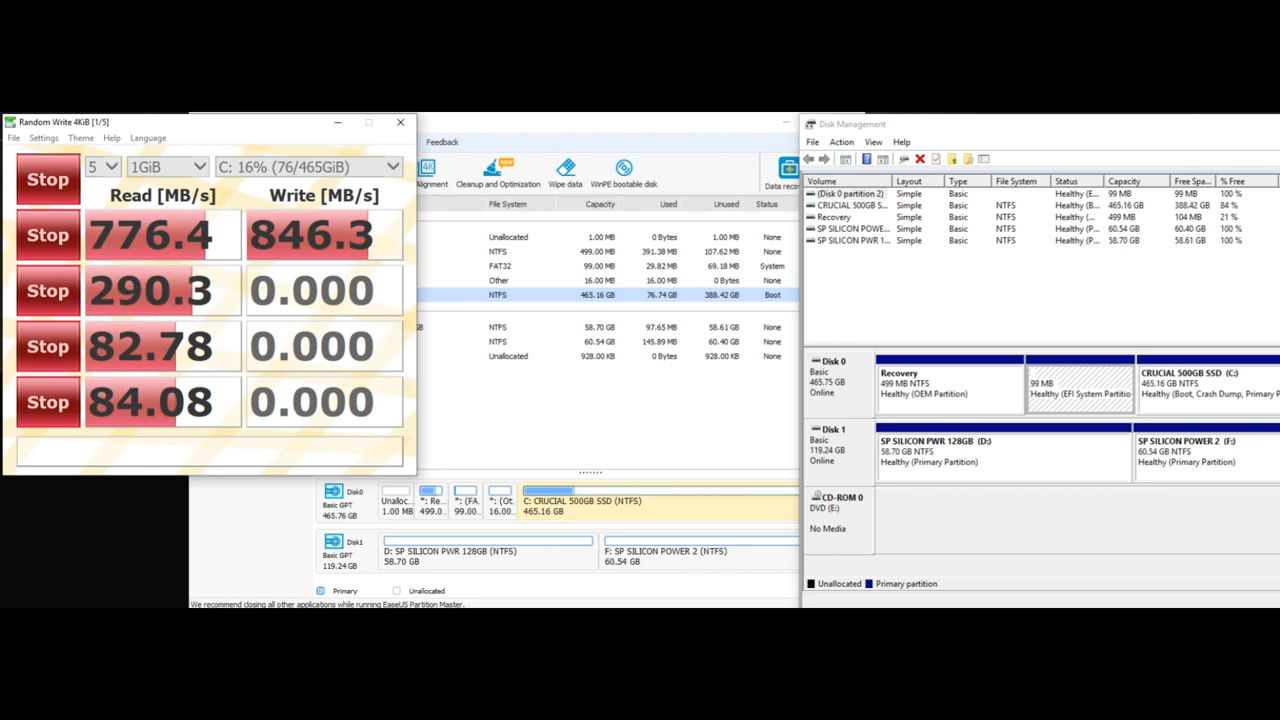 Random Write 4KiB [1/5]
File Settings Theme Help Language
Stop 5 1GiB C: 16% (76/465GiB)
Read [MB/s] Write [MB/s]
Stop 776.4 846.3
Stop 290.3 0.000
Stop 82.78 0.000
Stop 84.08 0.000
Feedback
4K NEW
lignment Cleanup and Optimization Wipe data WinPE bootable disk Data reco
File System Capacity Used Unused Status
Unallocated 1.00 MB 0 Bytes 1.00 MB None
NTFS 499.00 MB 391.38 MB 107.62 MB None
FAT32 99.00 MB 29.82 MB 69.18 MB System
Other 16.00 MB 16.00 MB 0 Bytes None
NTFS 465.16 GB 76.74 GB 388.42 GB Boot
NTFS 58.70 GB 97.65 MB 58.61 GB None
NTFS 60.54 GB 145.89 MB 60.40 GB None
Unallocated 928.00 KB 0 Bytes 928.00 KB None
Disk0 Unalloc.. *: Re... *: (FA. *: (Ot. C: CRUCIAL 500GB SSD (NTFS)
Basic GPT 1.00 MB 499.0... 99.00... 16.00... 465.16 GB
465.76 GB
Disk1 D: SP SILICON PWR 128GB (NTFS) F: SP SILICON POWER 2 (NTFS)
Basic GPT 58.70 GB 60.54 GB
119.24 GB
Primary Unallocated
We recommend closing all other applications while running EaseUS Partition Master.
Disk Management
File Action View Help
Volume Layout Type File System Status Capacity Free Spa... % Free
(Disk 0 partition 2) Simple Basic Healthy (E... 99 MB 99 MB 100 %
CRUCIAL 500GB S... Simple Basic NTFS Healthy (B... 465.16 GB 388.42 GB 84 %
Recovery Simple Basic NTFS Healthy (... 499 MB 104 MB 21 %
SP SILICON POWE... Simple Basic NTFS Healthy (P... 60.54 GB 60.40 GB 100 %
SP SILICON PWR 1... Simple Basic NTFS Healthy (P... 58.70 GB 58.61 GB 100 %
Disk 0
Basic
465.75 GB
Online
Recovery
499 MB NTFS
Healthy (OEM Partition)
99 MB
Healthy (EFI System Partitio
CRUCIAL 500GB SSD (C:)
465.16 GB NTFS
Healthy (Boot, Crash Dump, Primary P
Disk 1
Basic
119.24 GB
Online
SP SILICON PWR 128GB (D:)
58.70 GB NTFS
Healthy (Primary Partition)
SP SILICON POWER 2 (F:)
60.54 GB NTFS
Healthy (Primary Partition)
CD-ROM 0
DVD (E:)
No Media
Unallocated Primary partition